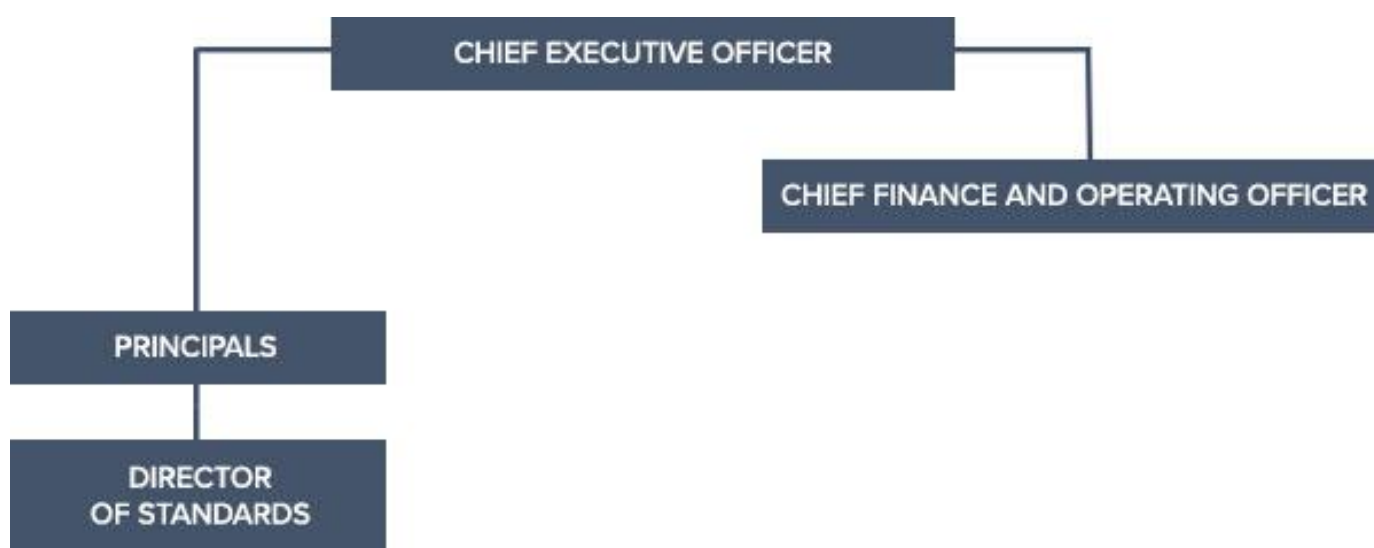 CHIEF EXECUTIVE OFFICER
CHIEF FINANCE AND OPERATING OFFICER
PRINCIPALS
DIRECTOR
OF STANDARDS